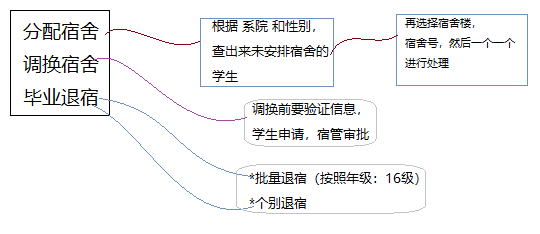 分配宿舍
调换宿舍
毕业退宿
根据 系院 和性别，
查出来未安排宿舍的
学生
再选择宿舍楼，
宿舍号，然后一个一个
进行处理
调换前要验证信息，
学生申请，宿管审批
*批量退宿（按照年级：16级）
*个别退宿